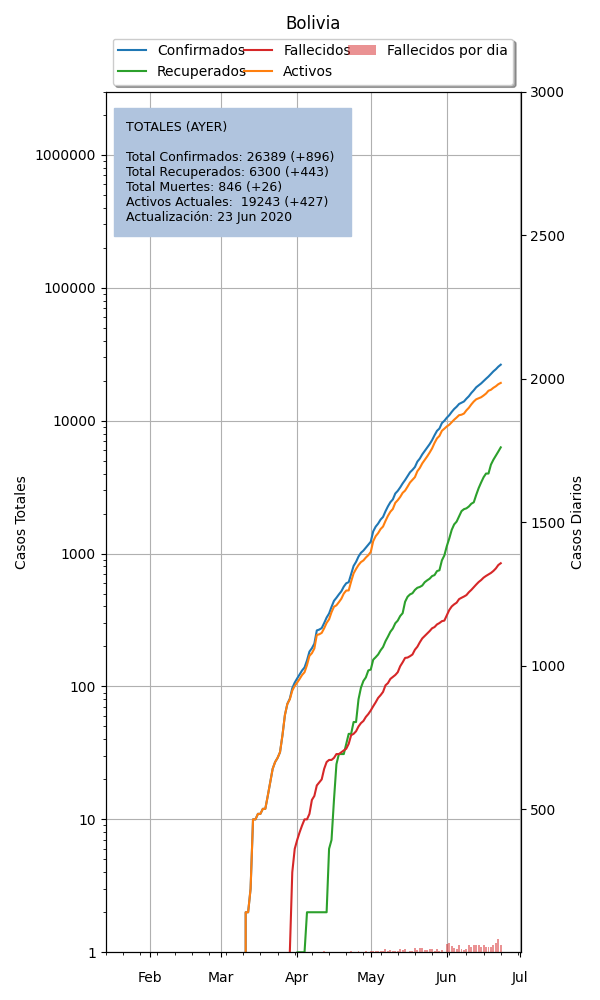 Bolivia
Confirmados
Fallecidos
Fallecidos por dia
Recuperados
Activos
TOTALES (AYER)
Total Confirmados: 26389 (+896)
Total Recuperados: 6300 (+443)
Total Muertes: 846 (+26)
Activos Actuales:  19243 (+427)
Actualización: 23 Jun 2020
Casos Totales
1000000
100000
10000
1000
100
10
1
Casos Diarios
3000
2500
2000
1500
1000
500
Feb
Mar
Apr
May
Jun
Jul